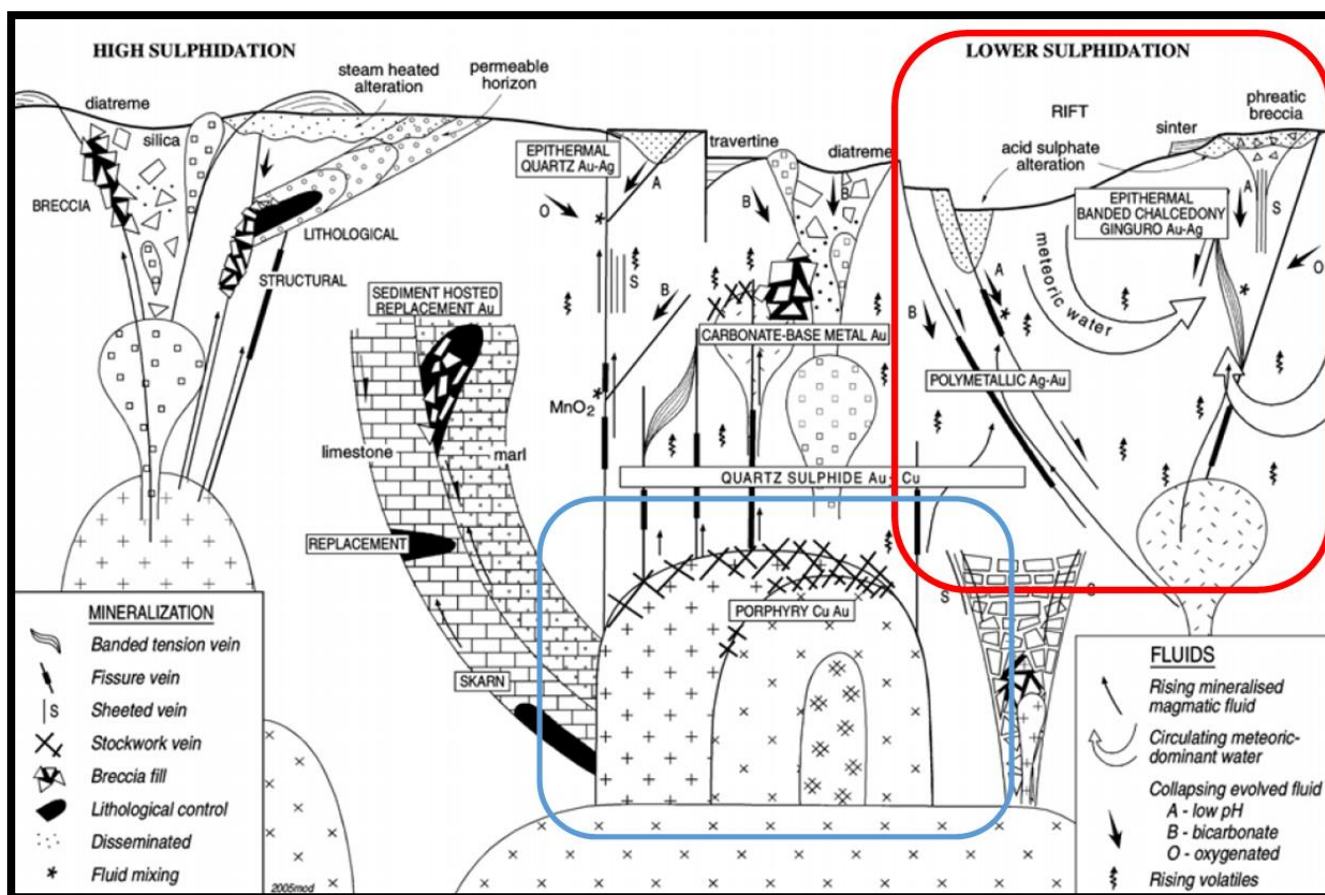 HIGH SULPHIDATION
LOWER SULPHIDATION
diatreme
silica
steam heated
alteration
permeable
horizon
BRECCIA
LITHOLOGICAL
STRUCTURAL
EPITHERMAL
QUARTZ Au-Ag
A
O
S
B
MnO2
travertine
diatreme
B
B
RIFT
acid sulphate
alteration
sinter
phreatic
breccia
EPITHERMAL
BANDED CHALCEDONY
GINGURO Au-Ag
A
S
O
meteoric water
A
B
POLYMETALLIC Ag-Au
SEDIMENT HOSTED
REPLACEMENT Au
CARBONATE-BASE METAL Au
limestone
marl
QUARTZ SULPHIDE Au Cu
REPLACEMENT
PORPHYRY Cu Au
SKARN
S
S
MINERALIZATION
Banded tension vein
Fissure vein
S
Sheeted vein
Stockwork vein
Breccia fill
Lithological control
Disseminated
* Fluid mixing
2005mod
FLUIDS
Rising mineralised
magmatic fluid
Circulating meteoric-
dominant water
Collapsing evolved fluid
A - low pH
B - bicarbonate
O - oxygenated
Rising volatiles